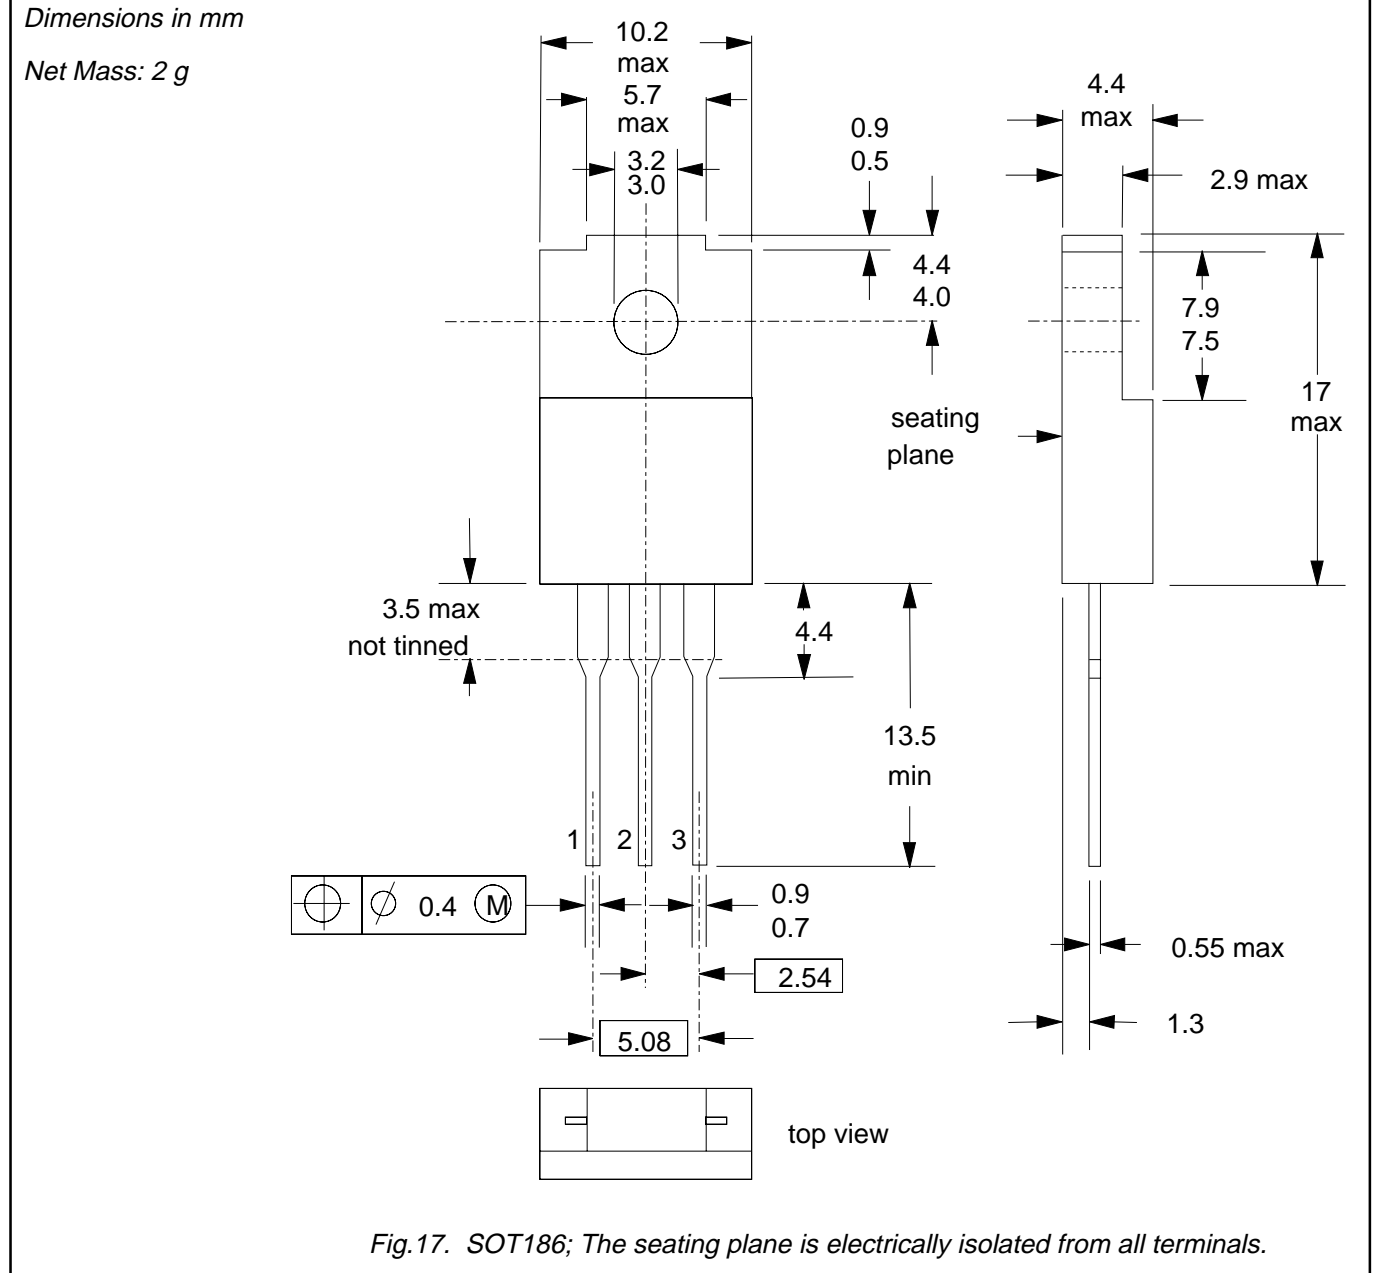 Dimensions in mm
Net Mass: 2 g
10.2
max
5.7
max
3.2
3.0
0.9
0.5
4.4
4.0
4.4
max
2.9 max
7.9
7.5
17
max
seating
plane
3.5 max
not tinned
4.4
13.5
min
1 2 3
0.4 M
0.9
0.7
2.54
5.08
0.55 max
1.3
top view
Fig.17. SOT186; The seating plane is electrically isolated from all terminals.